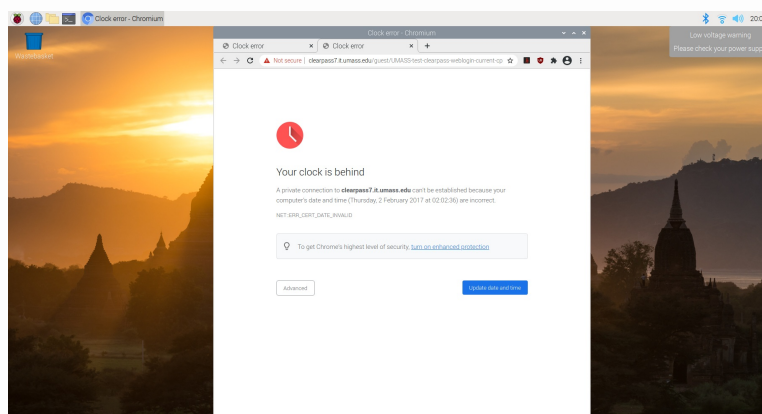 Clock error - Chromium
20:0
Clock error - Chromium
Low voltage warning
Please check your power supp
Wastebasket
Clock error
Clock error
Not secure | clearpass7.it.umass.edu/guest/UMASS-test-clearpass-weblogin-current-cp
Your clock is behind
A private connection to clearpass7.it.umass.edu can't be established because your
computer's date and time (Thursday, 2 February 2017 at 02:02:36) are incorrect.
NET::ERR_CERT_DATE_INVALID
To get Chrome's highest level of security, turn on enhanced protection
Advanced
Update date and time